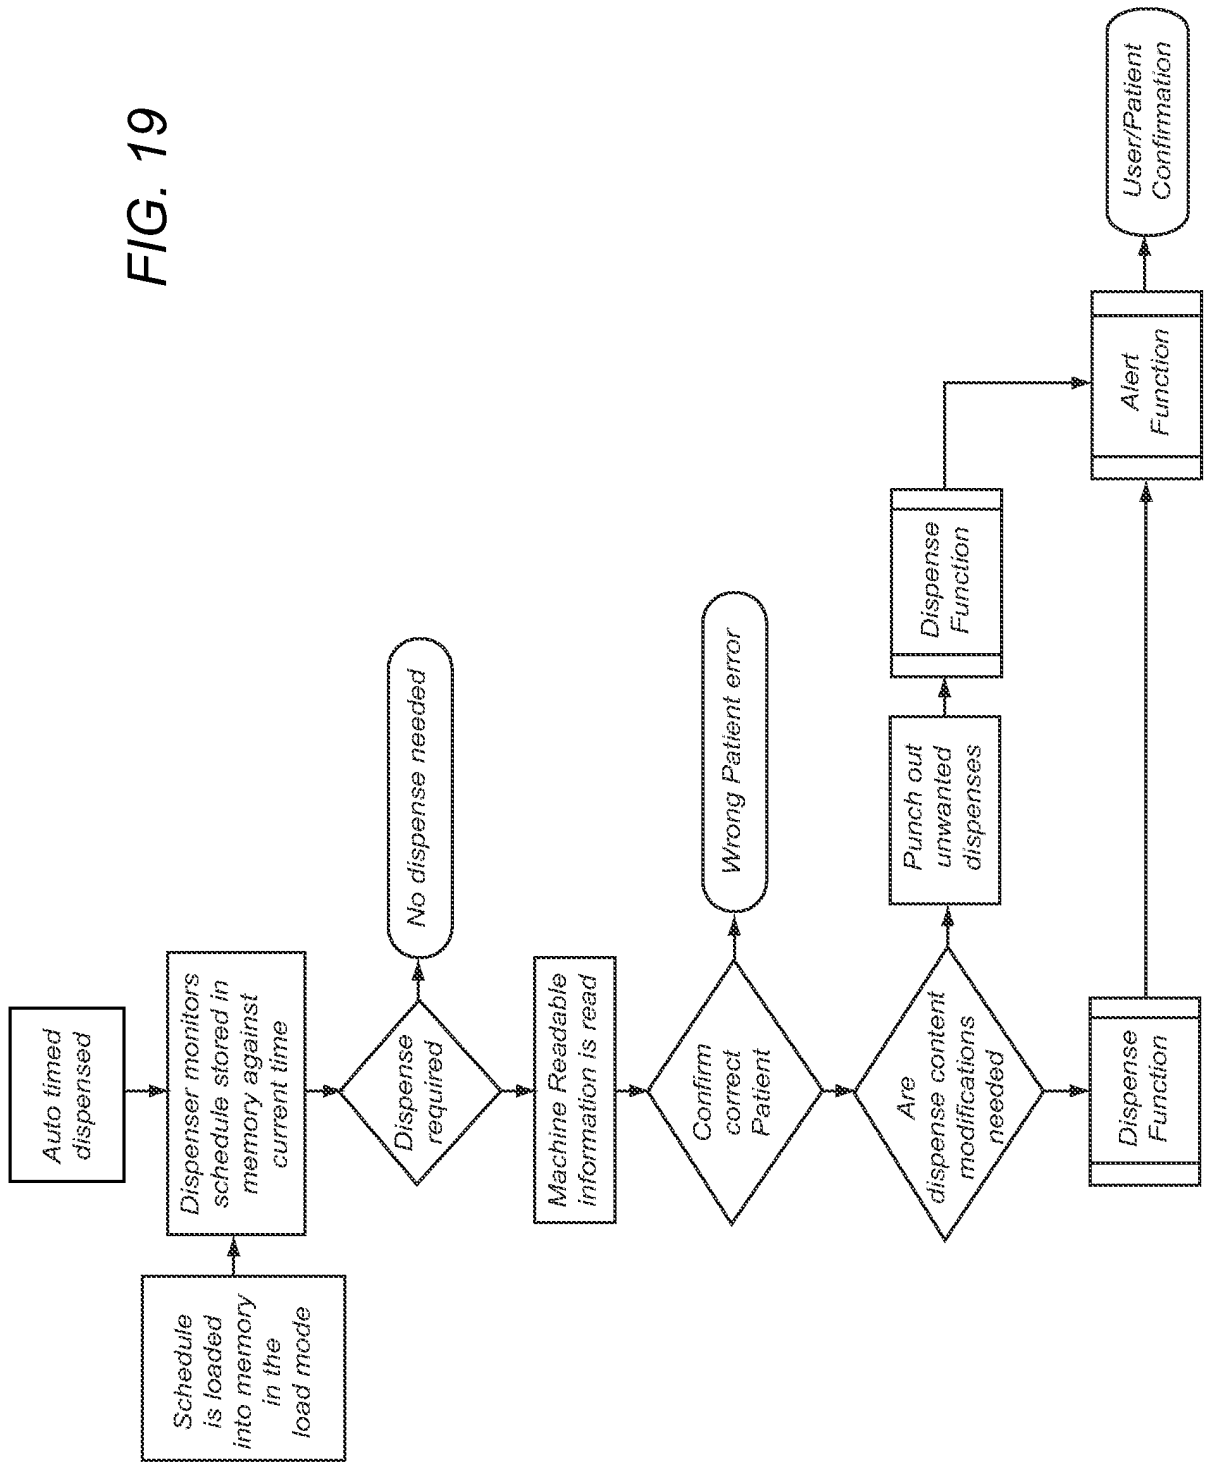 FIG. 19
Auto timed
dispensed
Schedule
is loaded
into memory
in the
load mode
Dispenser monitors
schedule stored in
memory against
current time
Dispense
required
No dispense needed
Machine Readable
information is read
Confirm
correct
Patient
Wrong Patient error
Are
dispense content
modifications
needed
Punch out
unwanted
dispenses
Dispense
Function
Dispense
Function
Alert
Function
User/Patient
Confirmation